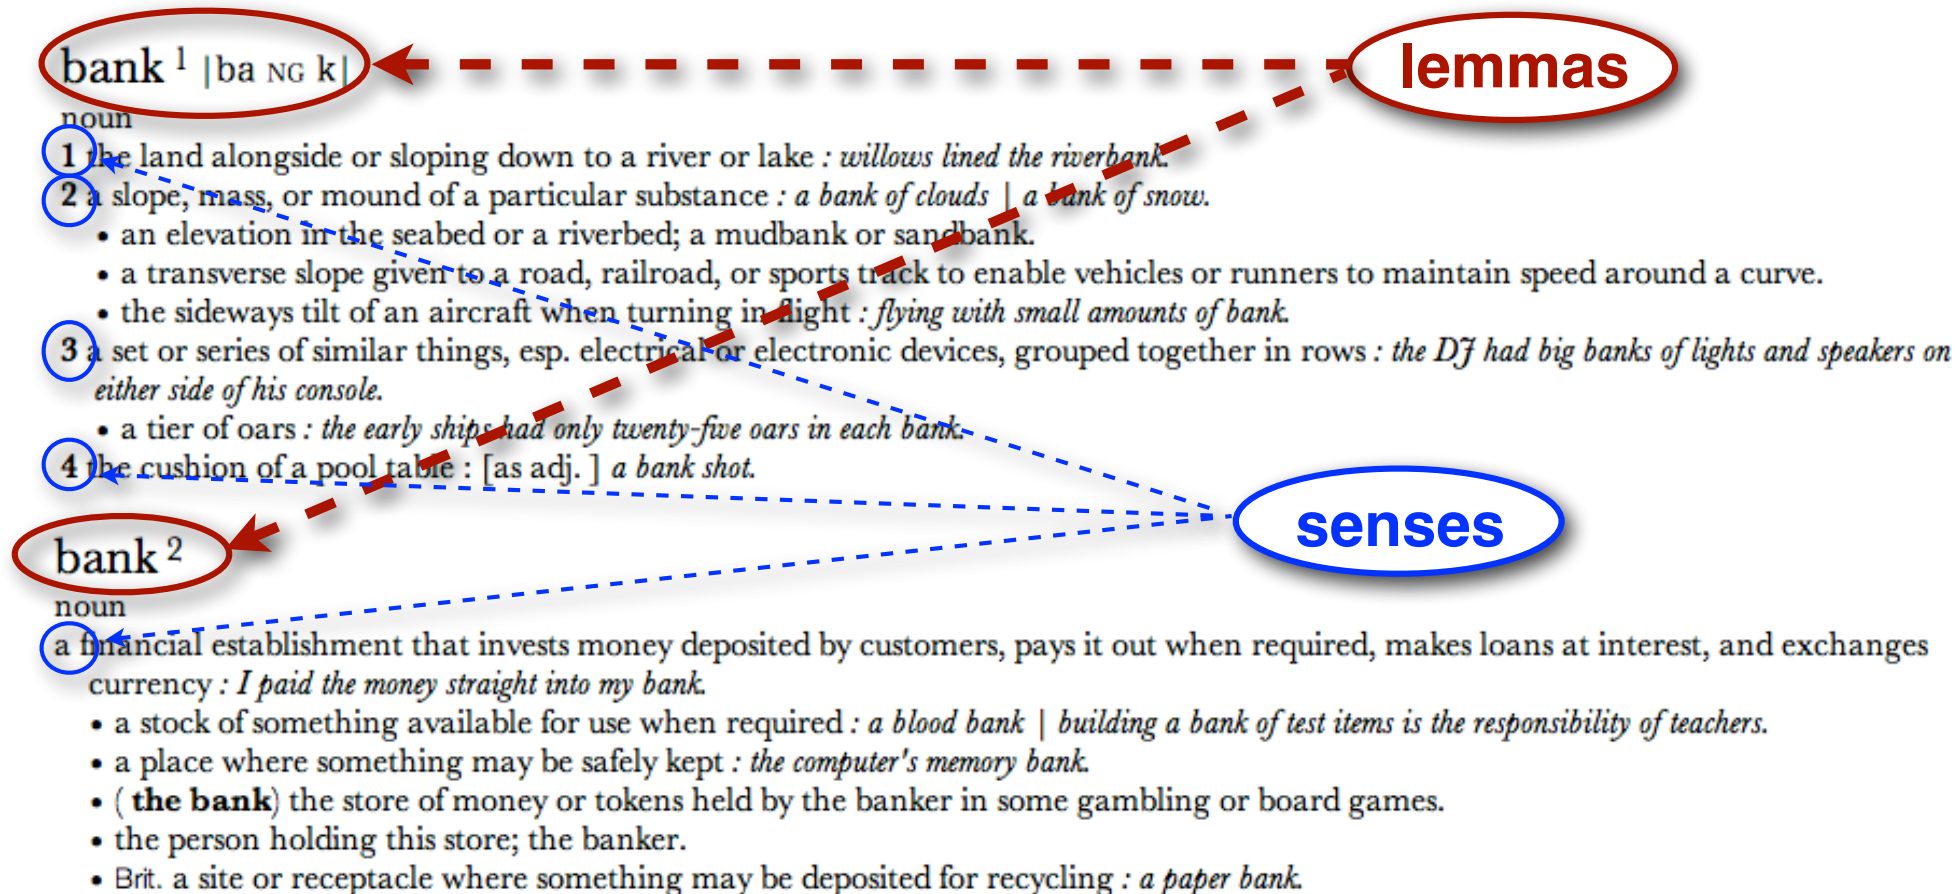 bank 1 |ba NG k|
lemmas
noun
1 the land alongside or sloping down to a river or lake : willows lined the riverbank.
2 a slope, mass, or mound of a particular substance : a bank of clouds | a bank of snow.
• an elevation in the seabed or a riverbed; a mudbank or sandbank.
• a transverse slope given to a road, railroad, or sports track to enable vehicles or runners to maintain speed around a curve.
• the sideways tilt of an aircraft when turning in flight : flying with small amounts of bank.
3 a set or series of similar things, esp. electrical or electronic devices, grouped together in rows : the DJ had big banks of lights and speakers on
either side of his console.
• a tier of oars : the early ships had only twenty-five oars in each bank.
4 the cushion of a pool table : [as adj. ] a bank shot.
senses
bank 2
noun
a financial establishment that invests money deposited by customers, pays it out when required, makes loans at interest, and exchanges
currency : I paid the money straight into my bank.
• a stock of something available for use when required : a blood bank | building a bank of test items is the responsibility of teachers.
• a place where something may be safely kept : the computer's memory bank.
• ( the bank) the store of money or tokens held by the banker in some gambling or board games.
• the person holding this store; the banker.
• Brit. a site or receptacle where something may be deposited for recycling : a paper bank.